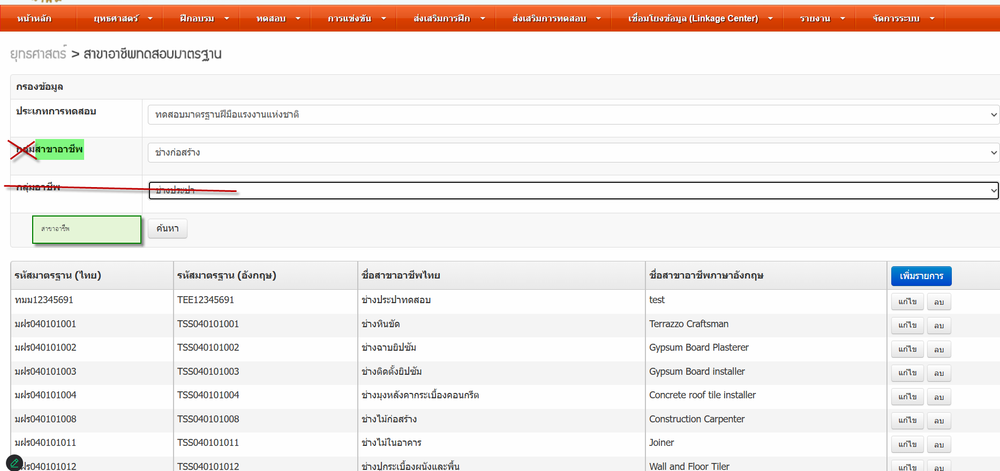 หน้าหลัก ยุทธศาสตร์ ฝึกอบรม ทดสอบ การแข่งขัน ส่งเสริมการฝึก ส่งเสริมการทดสอบ เชื่อมโยงข้อมูล (Linkage Center) รายงาน จัดการระบบ
ยุทธศาสตร์ > สาขาอาชีพทดสอบมาตรฐาน
กรองข้อมูล
ประเภทการทดสอบ ทดสอบมาตรฐานฝีมือแรงงานแห่งชาติ
กลุ่มสาขาอาชีพ ช่างก่อสร้าง
กลุ่มอาชีพ ช่างประปา
สาขาอาชีพ ค้นหา
รหัสมาตรฐาน (ไทย) รหัสมาตรฐาน (อังกฤษ) ชื่อสาขาอาชีพไทย ชื่อสาขาอาชีพภาษาอังกฤษ เพิ่มรายการ
ทมม12345691 TEE12345691 ช่างประปาทดสอบ test แก้ไข ลบ
มฝร040101001 TSS040101001 ช่างหินขัด Terrazzo Craftsman แก้ไข ลบ
มฝร040101002 TSS040101002 ช่างฉาบยิปซัม Gypsum Board Plasterer แก้ไข ลบ
มฝร040101003 TSS040101003 ช่างติดตั้งยิปซัม Gypsum Board installer แก้ไข ลบ
มฝร040101004 TSS040101004 ช่างมุงหลังคากระเบื้องคอนกรีต Concrete roof tile installer แก้ไข ลบ
มฝร040101008 TSS040101008 ช่างไม้ก่อสร้าง Construction Carpenter แก้ไข ลบ
มฝร040101011 TSS040101011 ช่างไม้ในอาคาร Joiner แก้ไข ลบ
ฝร040101012 TSS040101012 ช่างปูกระเบื้องผนังและพื้น Wall and Floor Tiler แก้ไข ลบ